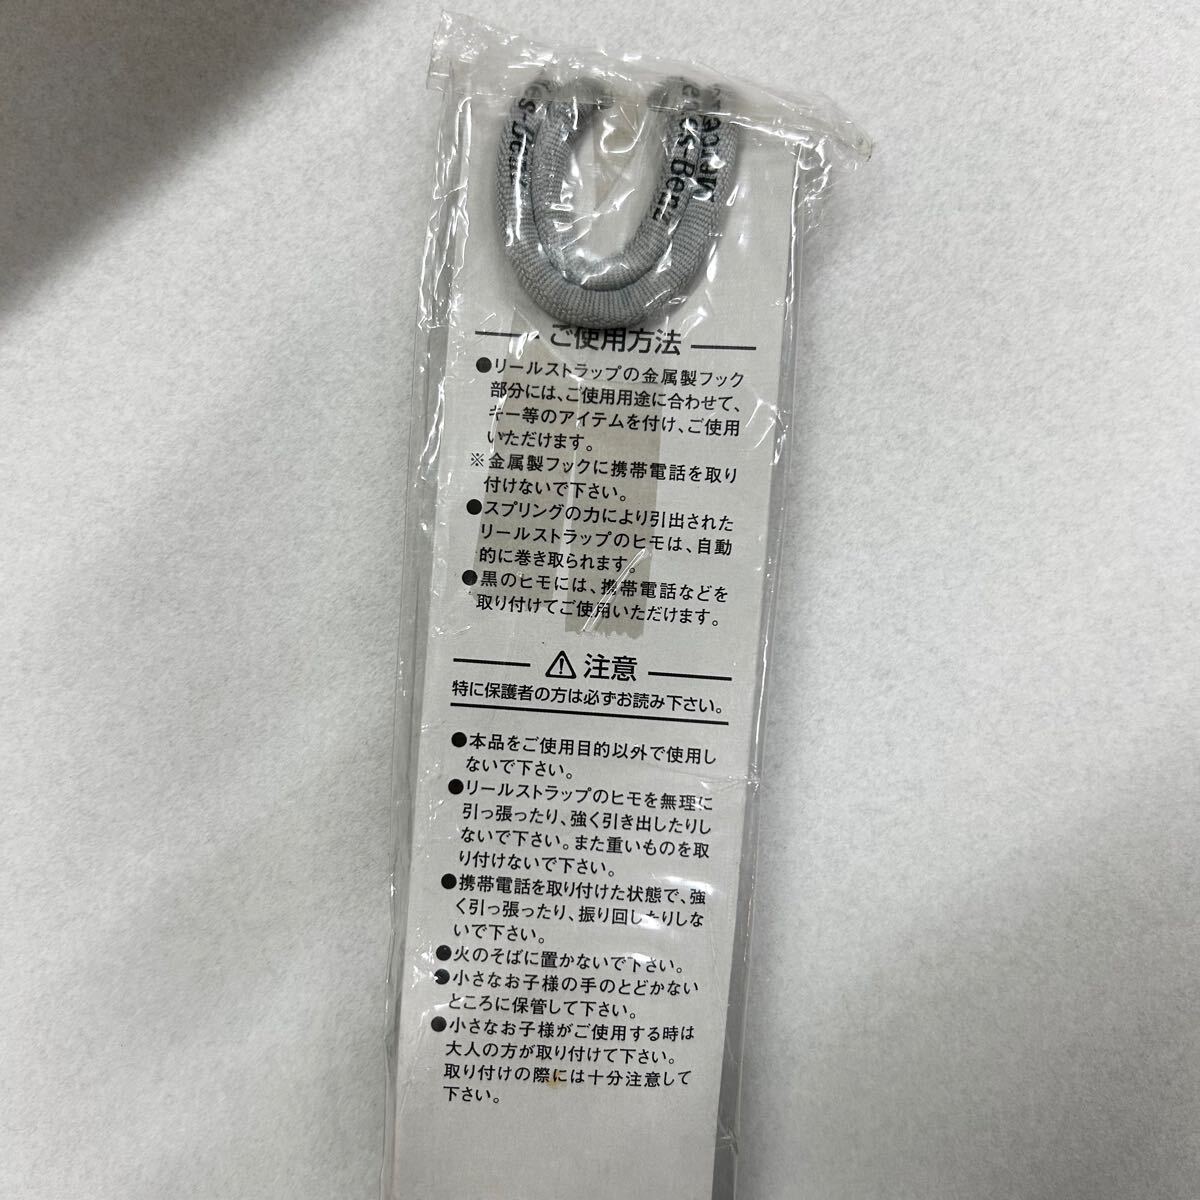 es-Benz
Merced
edes-Benz
ご使用方法
●リールストラップの金属製フック
部分には、ご使用用途に合わせて、
キー等のアイテムを付け、ご使用
いただけます。
※金属製フックに携帯電話を取り
付けないで下さい。
●スプリングの力により引出された
リールストラップのヒモは、自動
的に巻き取られます。
●黒のヒモには、携帯電話などを
取り付けてご使用いただけます。
⚠注意
特に保護者の方は必ずお読み下さい。
●本品をご使用目的以外で使用し
ないで下さい。
●リールストラップのヒモを無理に
引っ張ったり、強く引き出したりし
ないで下さい。また重いものを取
り付けないで下さい。
●携帯電話を取り付けた状態で、強
く引っ張ったり、振り回したりしな
いで下さい。
●火のそばに置かないで下さい。
●小さなお子様の手のとどかない
ところに保管して下さい。
●小さなお子様がご使用する時は
大人の方が取り付けて下さい。
取り付けの際には十分注意して
下さい。